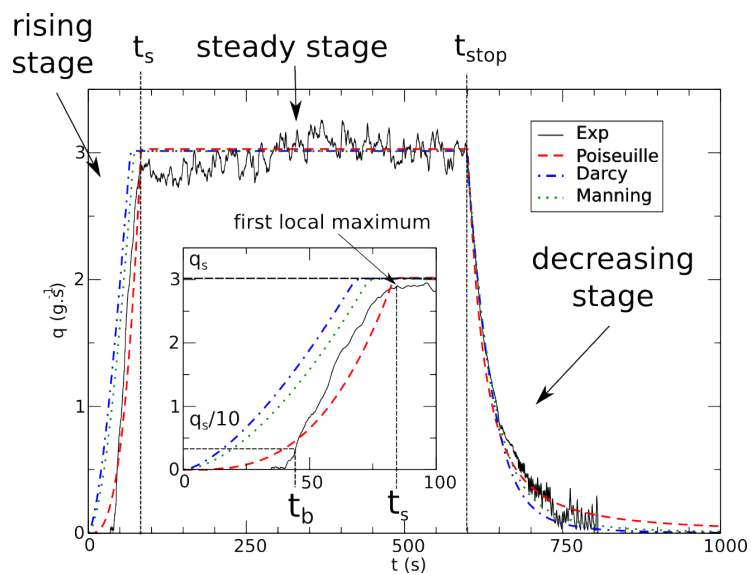 rising
stage
t_s
steady stage
t_stop
Exp
Poiseuille
Darcy
Manning
first local maximum
decreasing
stage
q (g.s^-1)
3
2
1
0
q_s
3
2
1
q_s/10
0
0
50
100
t_b
t_s
0
250
500
750
1000
t (s)